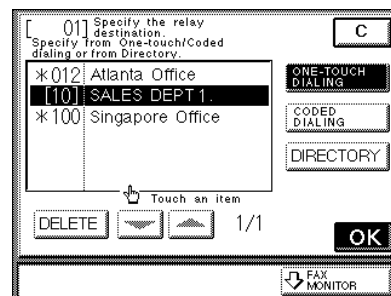 [ 01] Specify the relay
destination.
Specify from One-touch/Coded
dialing or from Directory.
C
*012 Atlanta Office
[10] SALES DEPT 1.
*100 Singapore Office
ONE-TOUCH
DIALING
CODED
DIALING
DIRECTORY
Touch an item
DELETE
1/1
OK
FAX
MONITOR